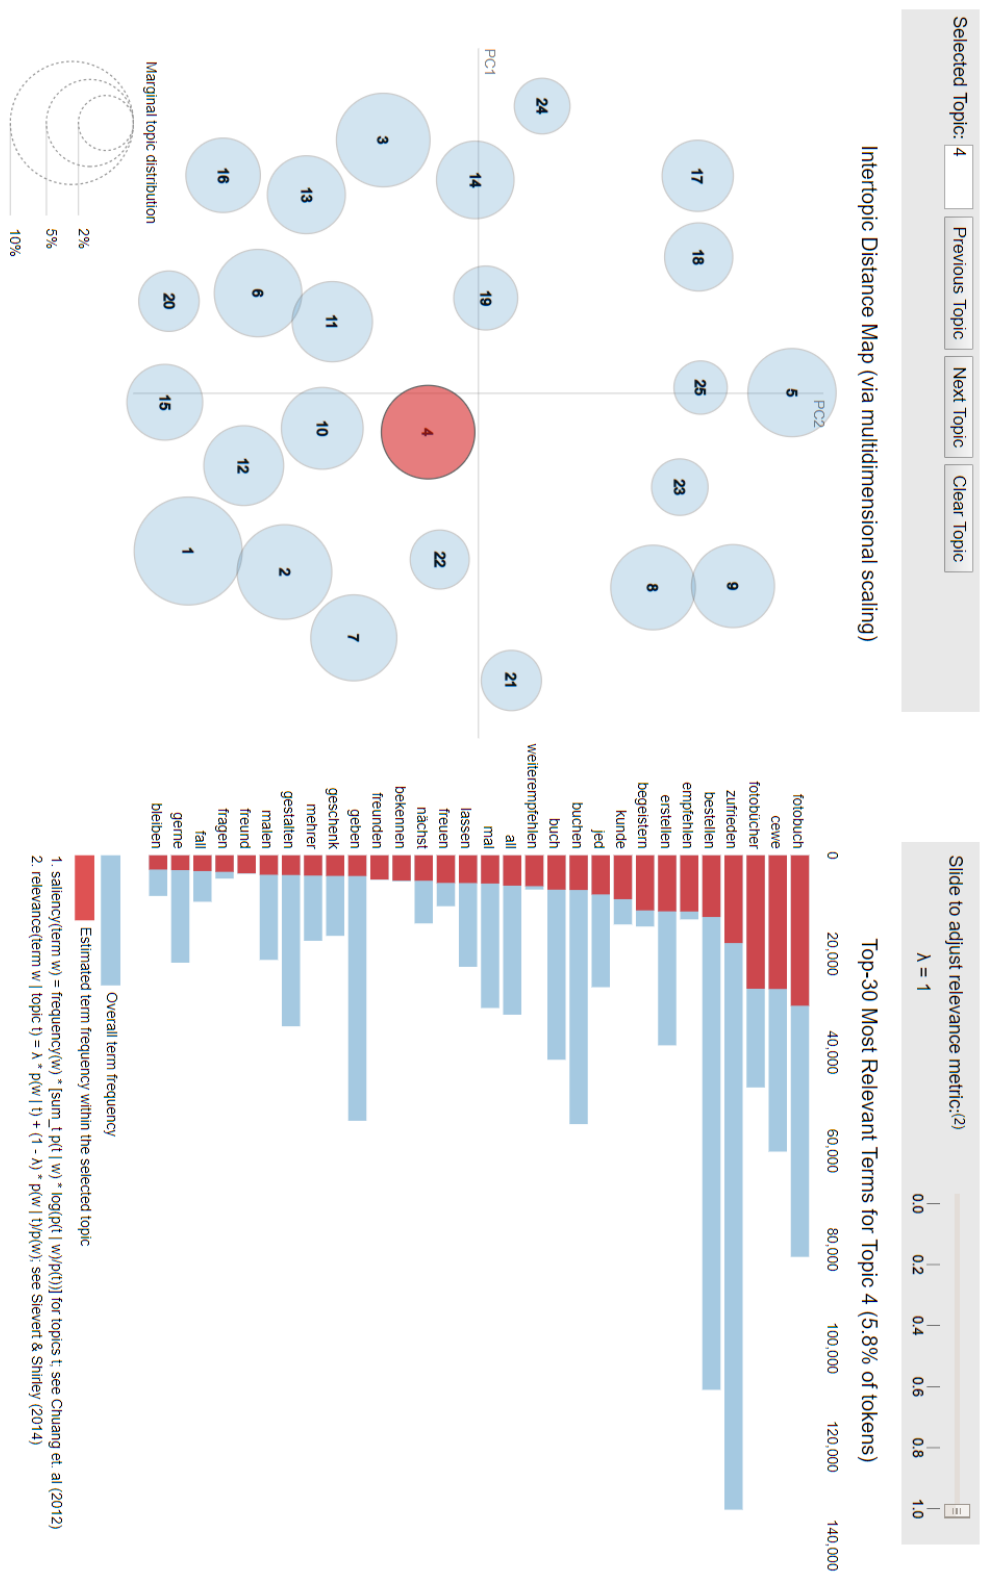 Selected Topic: 4 Previous Topic Next Topic Clear Topic
Slide to adjust relevance metric:(2)
λ = 1
0.0 0.2 0.4 0.6 0.8 1.0
Intertopic Distance Map (via multidimensional scaling)
PC2
PC1
5
9
17
18
25
23
8
24
21
19
14
22
4
3
7
11
10
13
2
6
12
16
1
20
15
Marginal topic distribution
2%
5%
10%
Top-30 Most Relevant Terms for Topic 4 (5.8% of tokens)
0 20,000 40,000 60,000 80,000 100,000 120,000 140,000
fotobuch
cewe
fotobücher
zufrieden
bestellen
empfehlen
erstellen
begeistern
kunde
jed
buchen
buch
all
weiterempfehlen
mal
lassen
freuen
nächst
bekennen
freunden
geben
geschenk
mehrer
gestalten
malen
freund
fragen
fall
gerne
bleiben
Overall term frequency
Estimated term frequency within the selected topic
1. saliency(term w) = frequency(w) * [sum_t p(t | w) * log(p(t | w)/p(t))] for topics t; see Chuang et. al (2012)
2. relevance(term w | topic t) = λ * p(w | t) + (1 - λ) * p(w | t)/p(w); see Sievert & Shirley (2014)